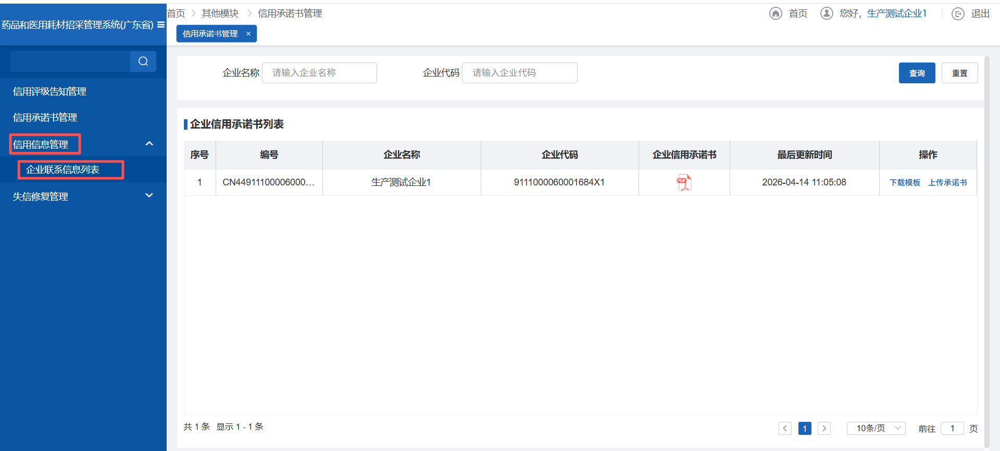 药品和医用耗材招采管理系统(广东省)
首页 > 其他模块 > 信用承诺书管理
首页 您好，生产测试企业1 退出
信用承诺书管理 ×
信用评级告知管理
信用承诺书管理
信用信息管理
企业联系信息列表
失信修复管理
企业名称 请输入企业名称 企业代码 请输入企业代码 查询 重置
企业信用承诺书列表
序号 编号 企业名称 企业代码 企业信用承诺书 最后更新时间 操作
1 CN44911100006000... 生产测试企业1 9111000060001684X1 PDF 2026-04-14 11:05:08 下载模板 上传承诺书
共 1 条 显示 1 - 1 条
1 10条/页 前往 1 页